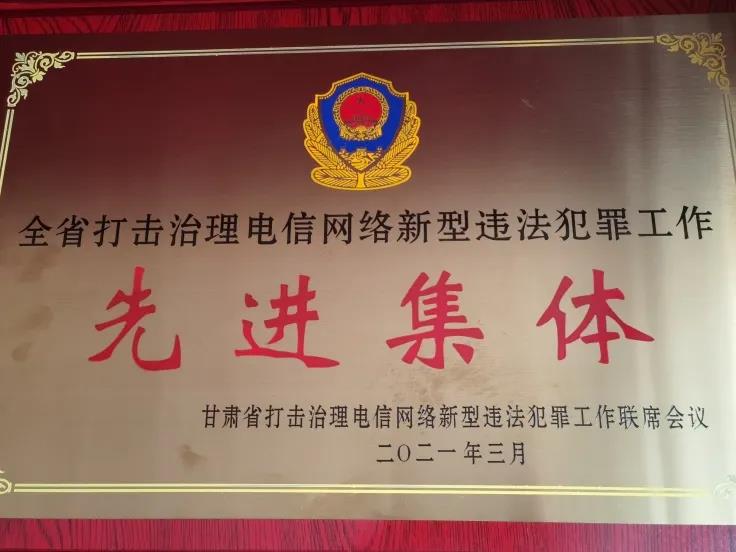 全省打击治理电信网络新型违法犯罪工作
先进集体
甘肃省打击治理电信网络新型违法犯罪工作联席会议
二〇二一年三月